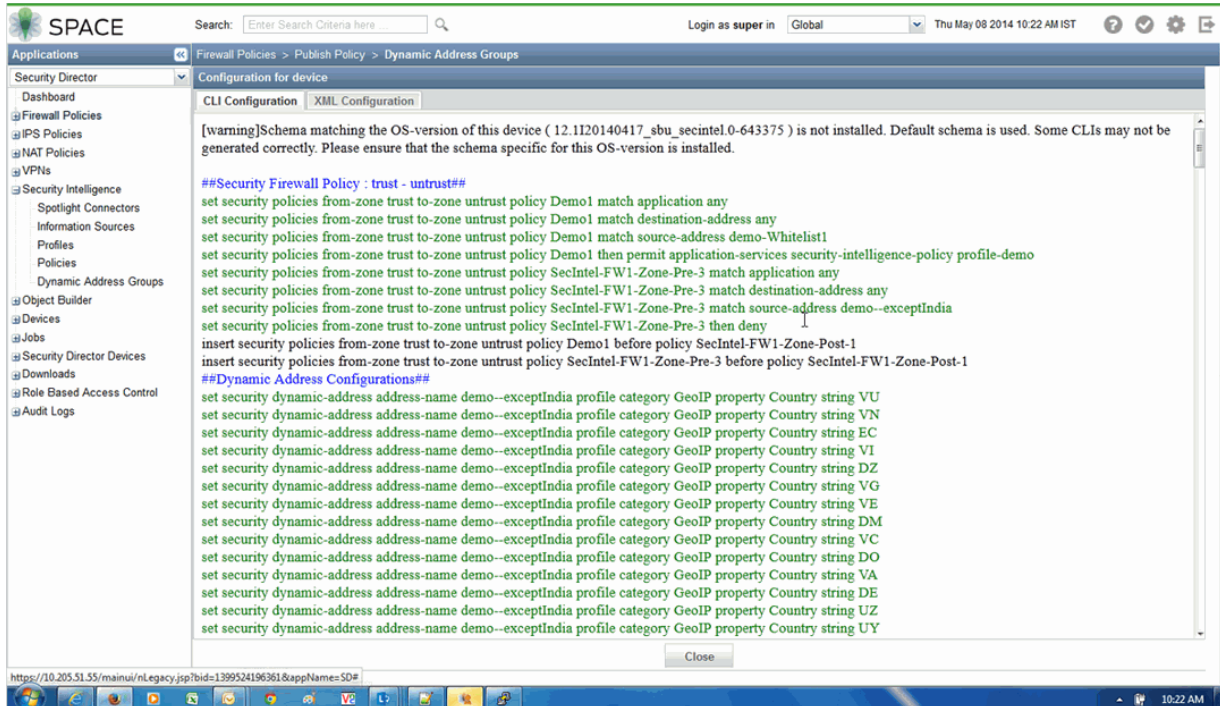 SPACE
Search: Enter Search Criteria here ...
Login as super in Global
Thu May 08 2014 10:22 AM IST
Applications
Firewall Policies > Publish Policy > Dynamic Address Groups
Security Director
Configuration for device
Dashboard
Firewall Policies
IPS Policies
NAT Policies
VPNs
Security Intelligence
Spotlight Connectors
Information Sources
Profiles
Policies
Dynamic Address Groups
Object Builder
Devices
Jobs
Security Director Devices
Downloads
Role Based Access Control
Audit Logs
CLI Configuration XML Configuration
[warning]Schema matching the OS-version of this device ( 12.1I20140417_sbu_secintel.0-643375 ) is not installed. Default schema is used. Some CLIs may not be
generated correctly. Please ensure that the schema specific for this OS-version is installed.
##Security Firewall Policy : trust - untrust##
set security policies from-zone trust to-zone untrust policy Demo1 match application any
set security policies from-zone trust to-zone untrust policy Demo1 match destination-address any
set security policies from-zone trust to-zone untrust policy Demo1 match source-address demo-Whitelist1
set security policies from-zone trust to-zone untrust policy Demo1 then permit application-services security-intelligence-policy profile-demo
set security policies from-zone trust to-zone untrust policy SecIntel-FW1-Zone-Pre-3 match application any
set security policies from-zone trust to-zone untrust policy SecIntel-FW1-Zone-Pre-3 match destination-address any
set security policies from-zone trust to-zone untrust policy SecIntel-FW1-Zone-Pre-3 match source-address demo--exceptIndia
set security policies from-zone trust to-zone untrust policy SecIntel-FW1-Zone-Pre-3 then deny
insert security policies from-zone trust to-zone untrust policy Demo1 before policy SecIntel-FW1-Zone-Post-1
insert security policies from-zone trust to-zone untrust policy SecIntel-FW1-Zone-Pre-3 before policy SecIntel-FW1-Zone-Post-1
##Dynamic Address Configurations##
set security dynamic-address address-name demo--exceptIndia profile category GeoIP property Country string VU
set security dynamic-address address-name demo--exceptIndia profile category GeoIP property Country string VN
set security dynamic-address address-name demo--exceptIndia profile category GeoIP property Country string EC
set security dynamic-address address-name demo--exceptIndia profile category GeoIP property Country string VI
set security dynamic-address address-name demo--exceptIndia profile category GeoIP property Country string DZ
set security dynamic-address address-name demo--exceptIndia profile category GeoIP property Country string VG
set security dynamic-address address-name demo--exceptIndia profile category GeoIP property Country string VE
set security dynamic-address address-name demo--exceptIndia profile category GeoIP property Country string DM
set security dynamic-address address-name demo--exceptIndia profile category GeoIP property Country string VC
set security dynamic-address address-name demo--exceptIndia profile category GeoIP property Country string DO
set security dynamic-address address-name demo--exceptIndia profile category GeoIP property Country string VA
set security dynamic-address address-name demo--exceptIndia profile category GeoIP property Country string DE
set security dynamic-address address-name demo--exceptIndia profile category GeoIP property Country string UZ
set security dynamic-address address-name demo--exceptIndia profile category GeoIP property Country string UY
Close
https://10.205.51.55/mainui/nLegacy.jsp?bid=1399524196361&appName=SD#
10:22 AM